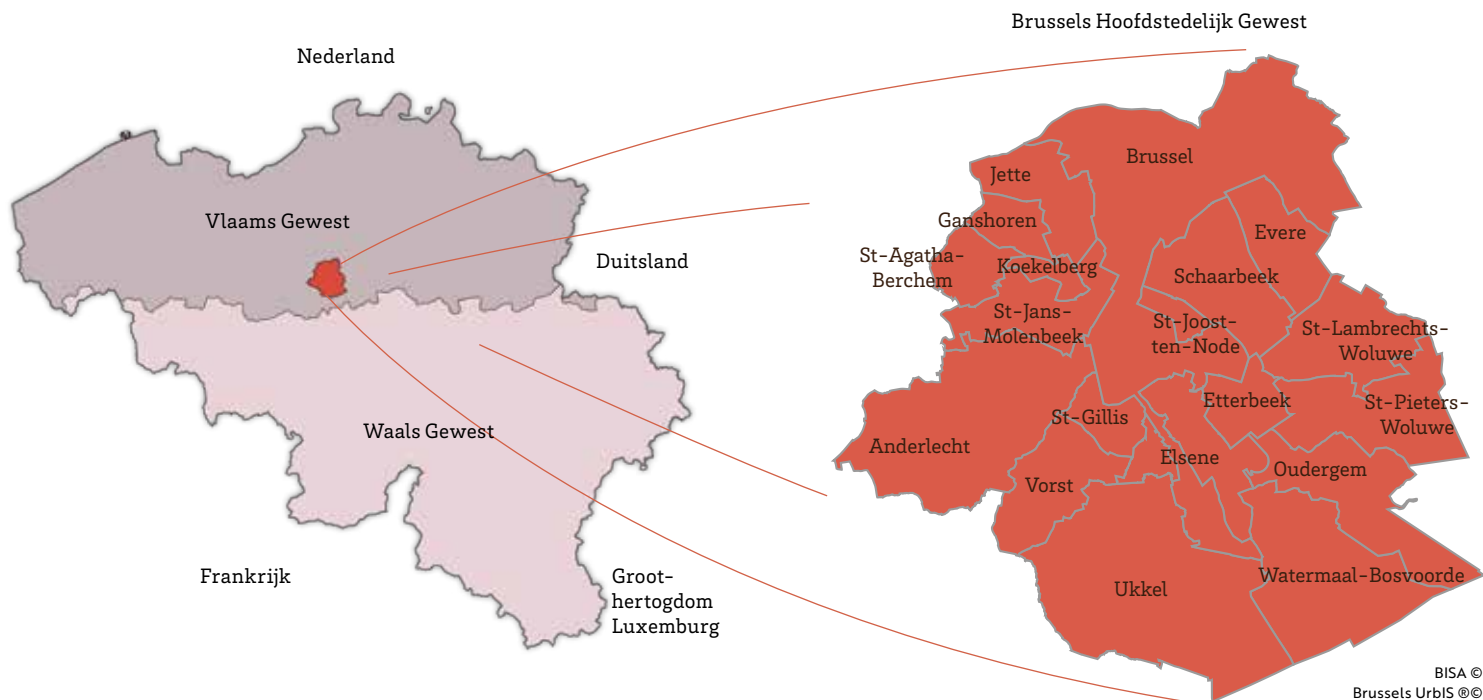 Brussels Hoofdstedelijk Gewest
Nederland
Vlaams Gewest
Duitsland
Waals Gewest
Frankrijk
Groot-
hertogdom
Luxemburg
Brussel
Jette
Ganshoren
Evere
St-Agatha-
Berchem
Koekelberg
Schaarbeek
St-Jans-
Molenbeek
St-Joost-
ten-Node
St-Lambrechts-
Woluwe
Etterbeek
St-Pieters-
Woluwe
St-Gillis
Anderlecht
Elsene
Oudergem
Vorst
Ukkel
Watermaal-Bosvoorde
BISA ©
Brussels UrbIS ®©